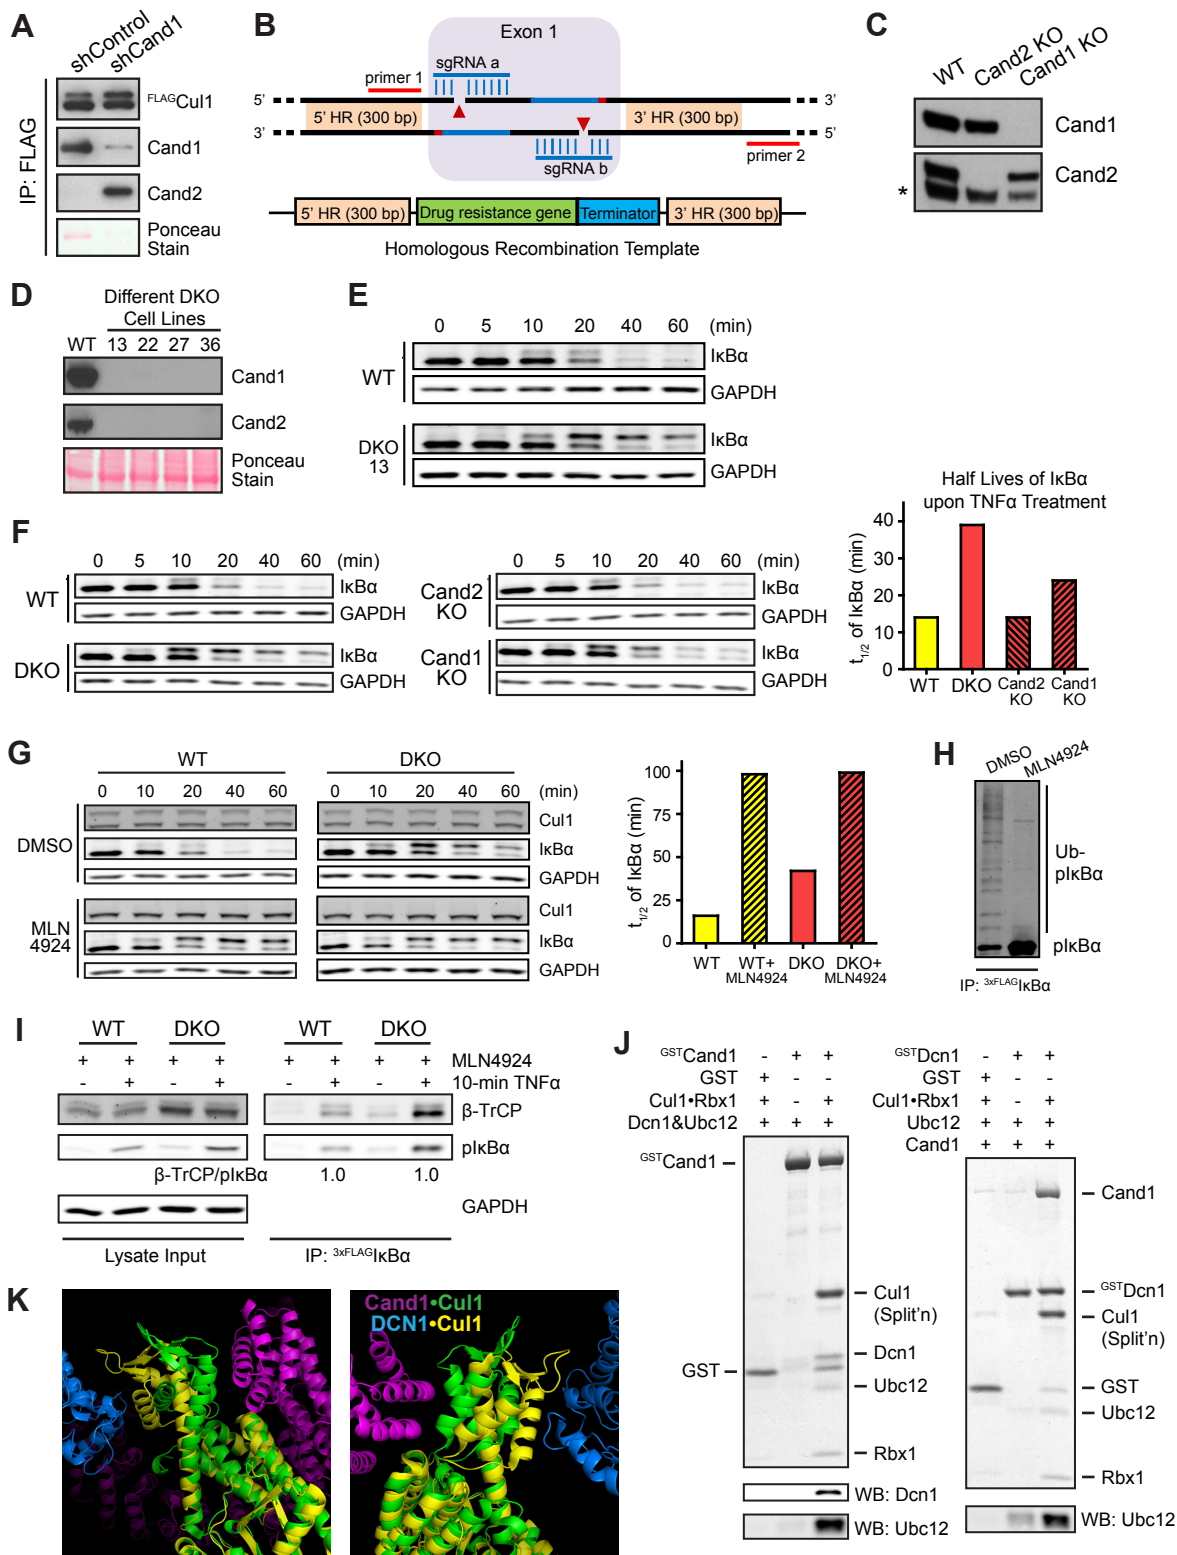 A
shControl
shCand1
IP: FLAG
FLAGCul1
Cand1
Cand2
Ponceau
Stain
B
Exon 1
sgRNA a
primer 1
5'
3'
5' HR (300 bp)
3' HR (300 bp)
3'
5'
primer 2
sgRNA b
5' HR (300 bp)
Drug resistance gene
Terminator
3' HR (300 bp)
Homologous Recombination Template
C
WT
Cand2 KO
Cand1 KO
Cand1
Cand2
*
D
Different DKO
Cell Lines
WT 13 22 27 36
Cand1
Cand2
Ponceau
Stain
E
0 5 10 20 40 60 (min)
WT
IκBα
GAPDH
DKO
13
IκBα
GAPDH
F
0 5 10 20 40 60 (min)
WT
IκBα
GAPDH
DKO
IκBα
GAPDH
0 5 10 20 40 60 (min)
Cand2
KO
IκBα
GAPDH
Cand1
KO
IκBα
GAPDH
Half Lives of IκBα
upon TNFα Treatment
t1/2 of IκBα (min)
40
30
20
10
0
WT DKO Cand2 KO Cand1 KO
G
WT
DKO
0 10 20 40 60
0 10 20 40 60 (min)
DMSO
Cul1
IκBα
GAPDH
MLN
4924
Cul1
IκBα
GAPDH
t1/2 of IκBα (min)
100
75
50
25
0
WT WT+ MLN4924 DKO DKO+ MLN4924
H
DMSO
MLN4924
Ub-
pIκBα
pIκBα
IP: 3xFLAGIκBα
I
WT DKO WT DKO
+ + + + + + + + MLN4924
- + - + - + - + 10-min TNFα
β-TrCP
pIκBα
β-TrCP/pIκBα 1.0 1.0
GAPDH
Lysate Input
IP: 3xFLAGIκBα
J
GSTCand1 - + +
GST + - -
Cul1•Rbx1 + - +
Dcn1&Ubc12 + + +
GSTCand1
Cul1
(Split'n)
Dcn1
GST
Ubc12
Rbx1
WB: Dcn1
WB: Ubc12
GSTDcn1 - + +
GST + - -
Cul1•Rbx1 + - +
Ubc12 + + +
Cand1 + + +
Cand1
GSTDcn1
Cul1
(Split'n)
GST
Ubc12
Rbx1
WB: Ubc12
K
Cand1•Cul1
DCN1•Cul1